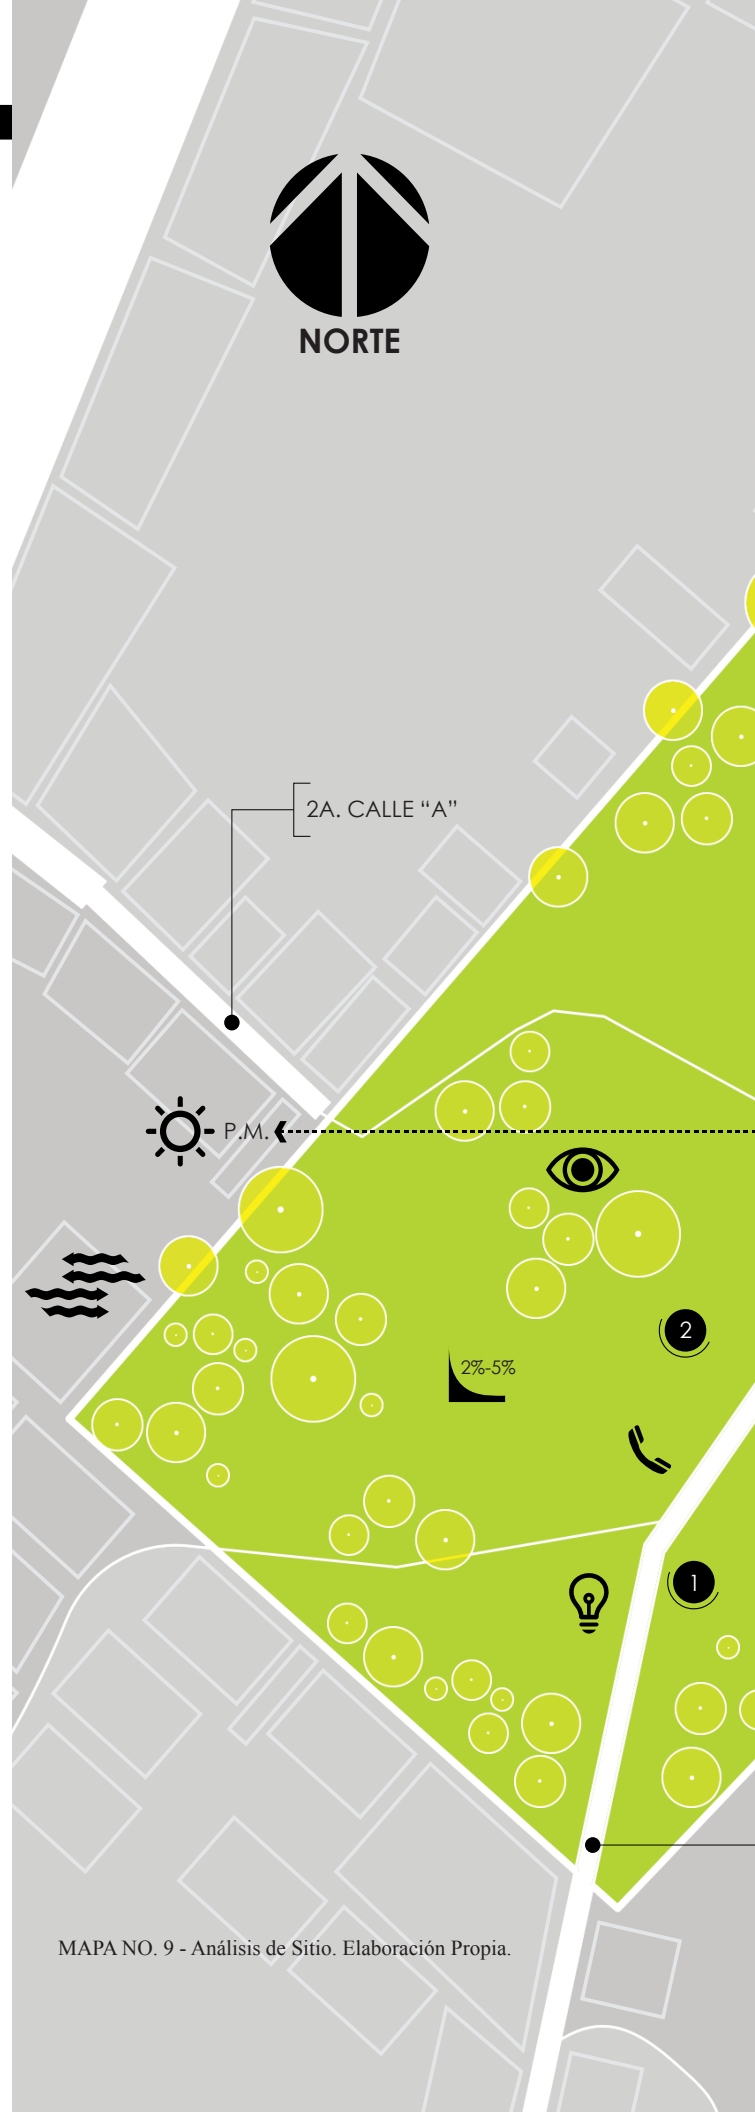 NORTE
2A. CALLE “A”
P.M.
2
2%-5%
1
MAPA NO. 9 - Análisis de Sitio. Elaboración Propia.